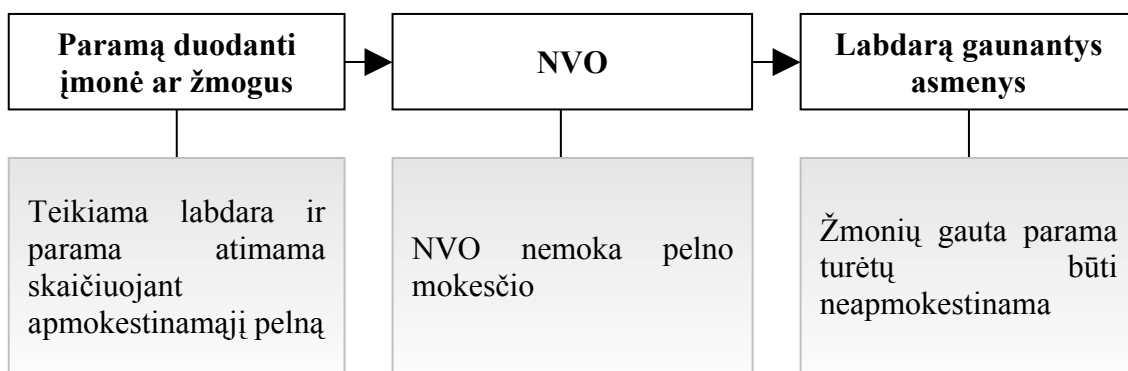 Paramą duodanti
įmonė ar žmogus
NVO
Labdarą gaunantys
asmenys
Teikiama labdara ir
parama atimama
skaičiuojant
apmokestinamąjį pelną
NVO nemoka pelno
mokesčio
Žmonių gauta parama
turėtų būti
neapmokestinama